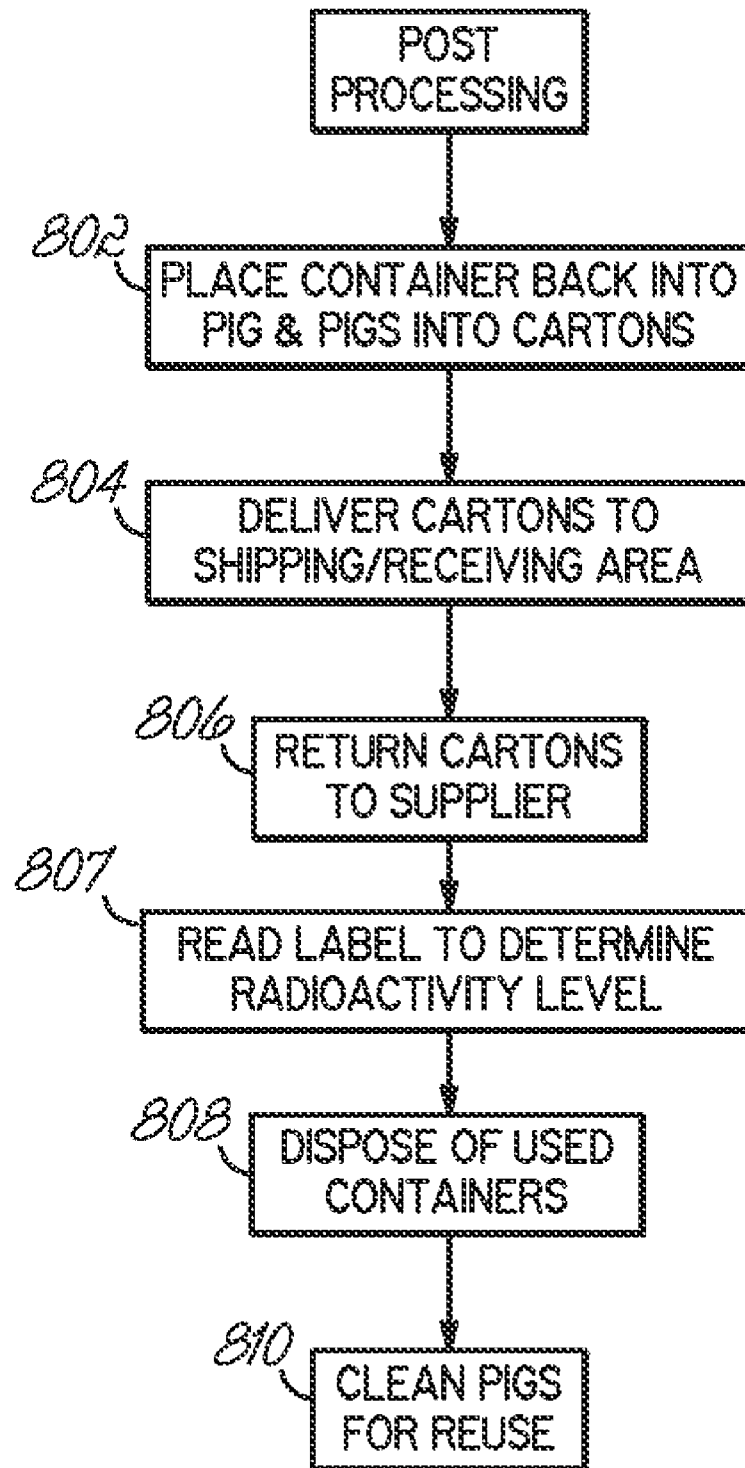 POST
PROCESSING
802
PLACE CONTAINER BACK INTO
PIG & PIGS INTO CARTONS
804
DELIVER CARTONS TO
SHIPPING/RECEIVING AREA
806
RETURN CARTONS
TO SUPPLIER
807
READ LABEL TO DETERMINE
RADIOACTIVITY LEVEL
808
DISPOSE OF USED
CONTAINERS
810
CLEAN PIGS
FOR REUSE